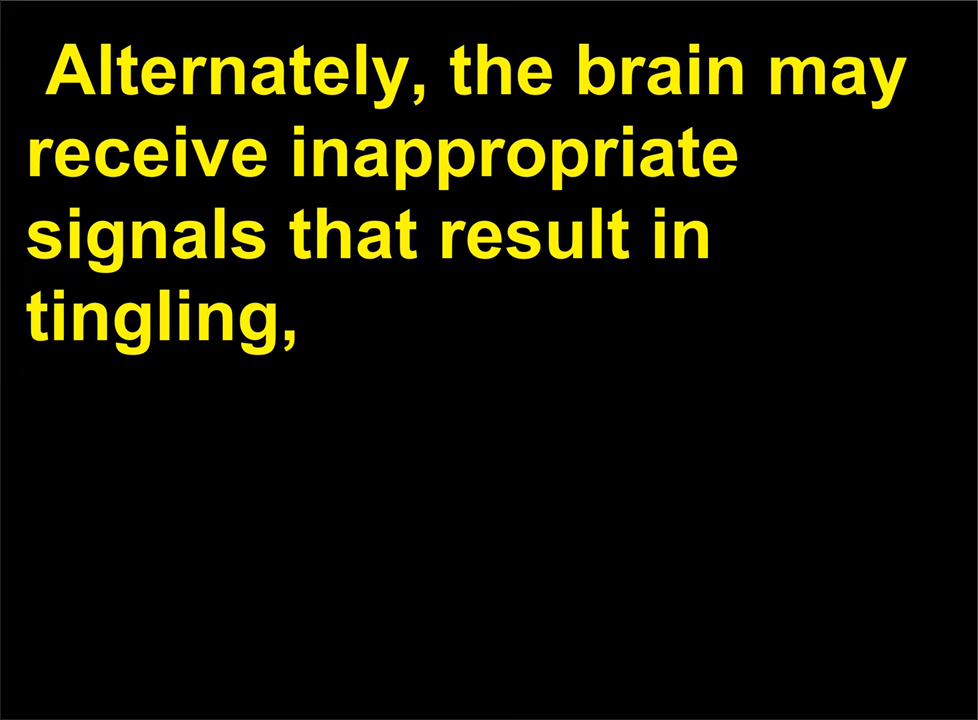 Alternately, the brain may
receive inappropriate
signals that result in
tingling,